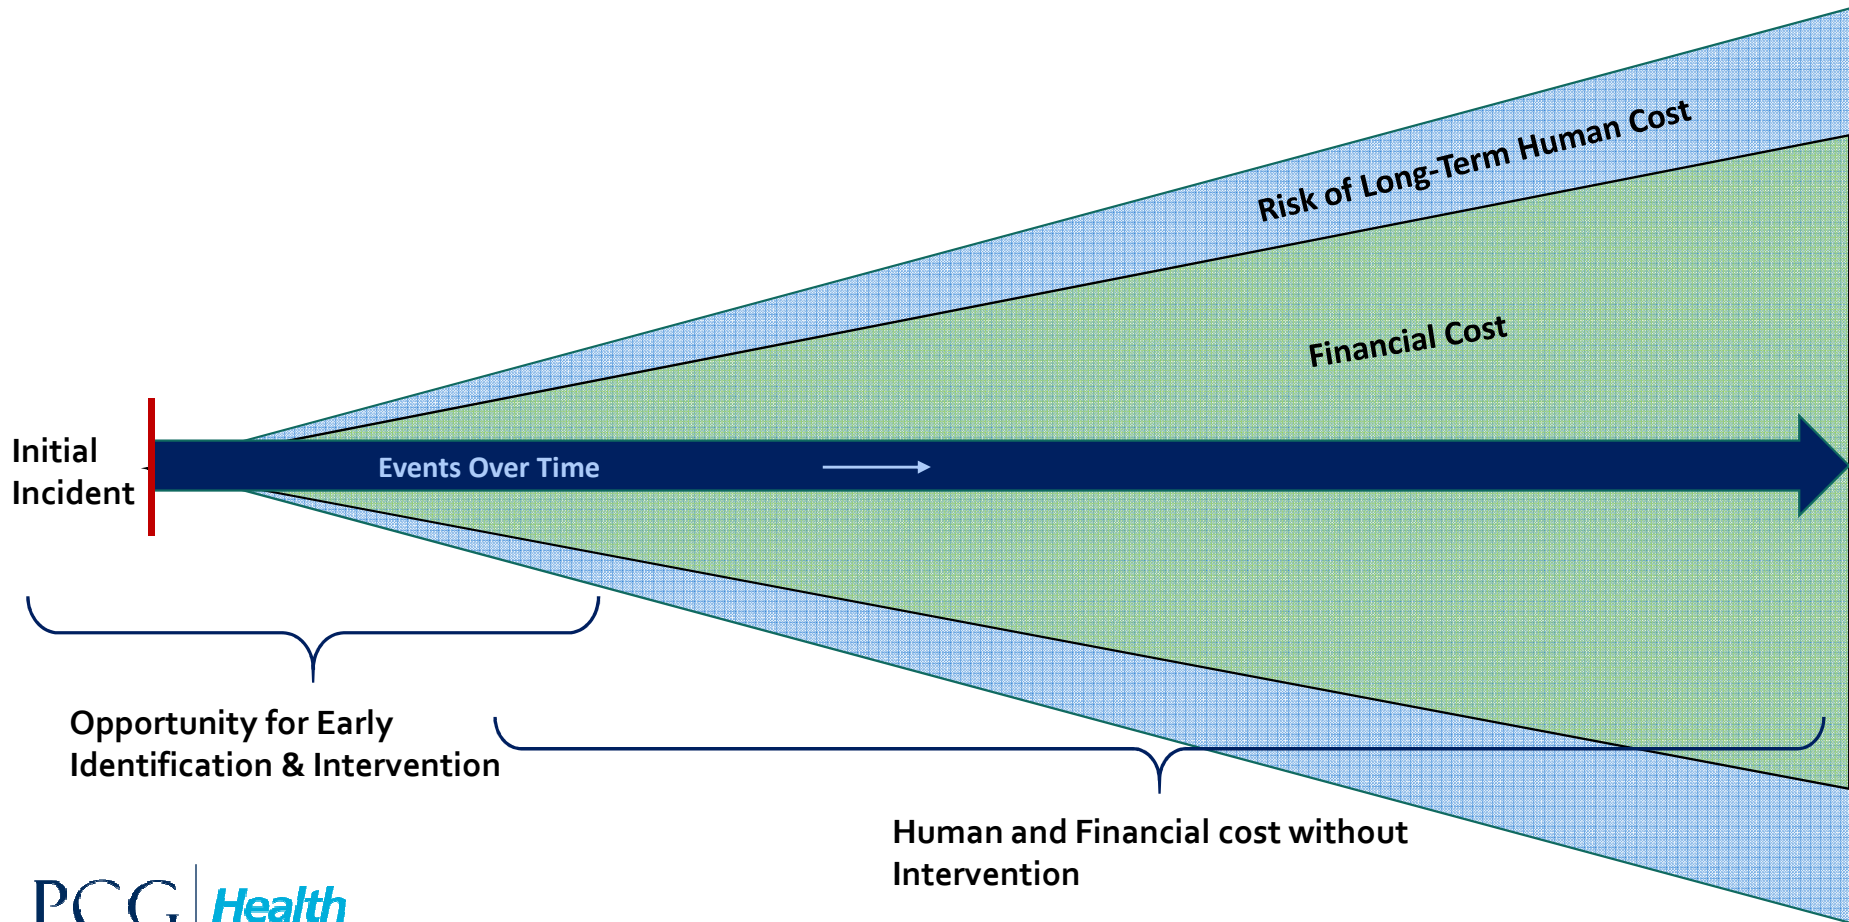 Risk of Long-Term Human Cost
Financial Cost
Initial
Incident
Events Over Time
Opportunity for Early
Identification & Intervention
Human and Financial cost without
Intervention
PCG Health